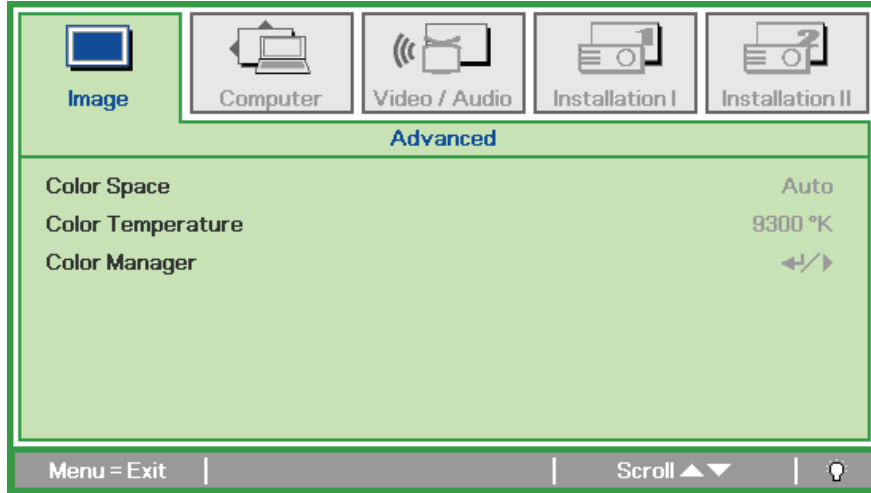 Image
Computer
Video / Audio
Installation I
Installation II
Advanced
Color Space Auto
Color Temperature 9300 °K
Color Manager ↵/▶
Menu = Exit Scroll ▲▼